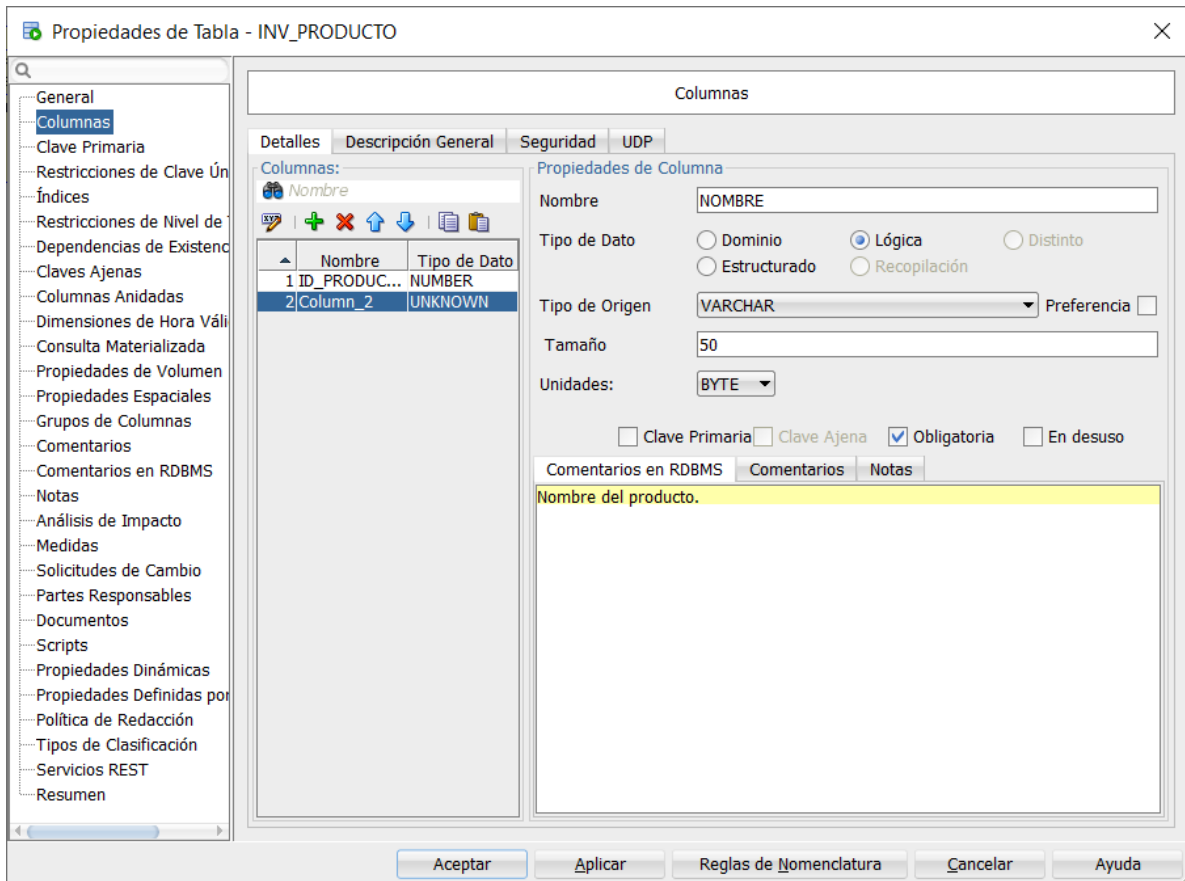 Propiedades de Tabla - INV_PRODUCTO
General
Columnas
Clave Primaria
Restricciones de Clave Ún
Índices
Restricciones de Nivel de
Dependencias de Existenc
Claves Ajenas
Columnas Anidadas
Dimensiones de Hora Váli
Consulta Materializada
Propiedades de Volumen
Propiedades Espaciales
Grupos de Columnas
Comentarios
Comentarios en RDBMS
Notas
Análisis de Impacto
Medidas
Solicitudes de Cambio
Partes Responsables
Documentos
Scripts
Propiedades Dinámicas
Propiedades Definidas por
Política de Redacción
Tipos de Clasificación
Servicios REST
Resumen
Columnas
Detalles Descripción General Seguridad UDP
Columnas:
Nombre
XYZ
Nombre Tipo de Dato
1 ID_PRODUC... NUMBER
2 Column_2 UNKNOWN
Propiedades de Columna
Nombre NOMBRE
Tipo de Dato Dominio Lógica Distinto
Estructurado Recopilación
Tipo de Origen VARCHAR Preferencia
Tamaño 50
Unidades: BYTE
Clave Primaria Clave Ajena Obligatoria En desuso
Comentarios en RDBMS Comentarios Notas
Nombre del producto.
Aceptar Aplicar Reglas de Nomenclatura Cancelar Ayuda